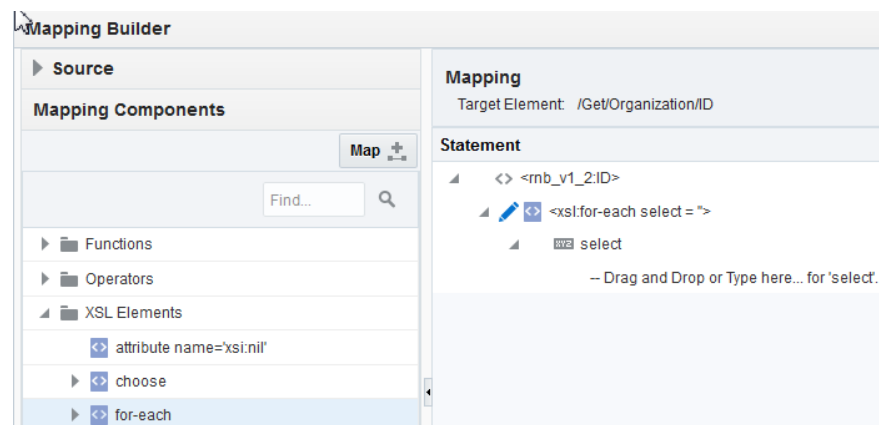 Mapping Builder
Source
Mapping Components
Map
Find...
Functions
Operators
XSL Elements
attribute name='xsi:nil'
choose
for-each
Mapping
Target Element: /Get/Organization/ID
Statement
<> <rnb_v1_2:ID>
<> <xsl:for-each select = ''>
XYZ select
-- Drag and Drop or Type here... for 'select'.